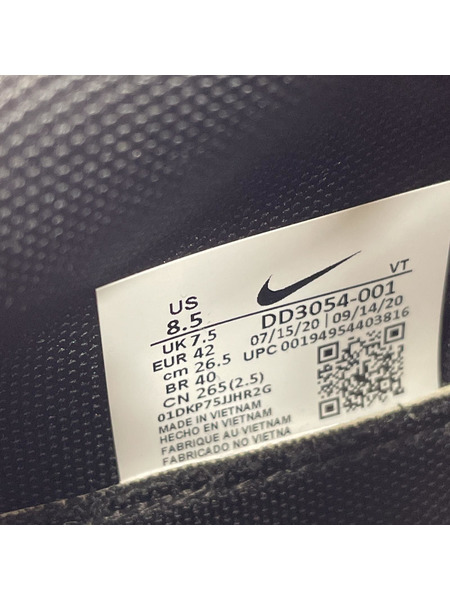 US
8.5
UK 7.5
EUR 42
cm 26.5
BR 40
CN 265(2.5)
01DKP75JJHR2G
MADE IN VIETNAM
HECHO EN VIETNAM
FABRIQUE AU VIETNAM
FABRICADO NO VIETNA
VT
DD3054-001
07/15/20 | 09/14/20
UPC 00194954403816